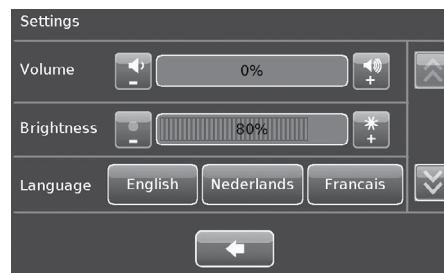 Settings
Volume - 0% +
Brightness - 80% +
Language English Nederlands Francais